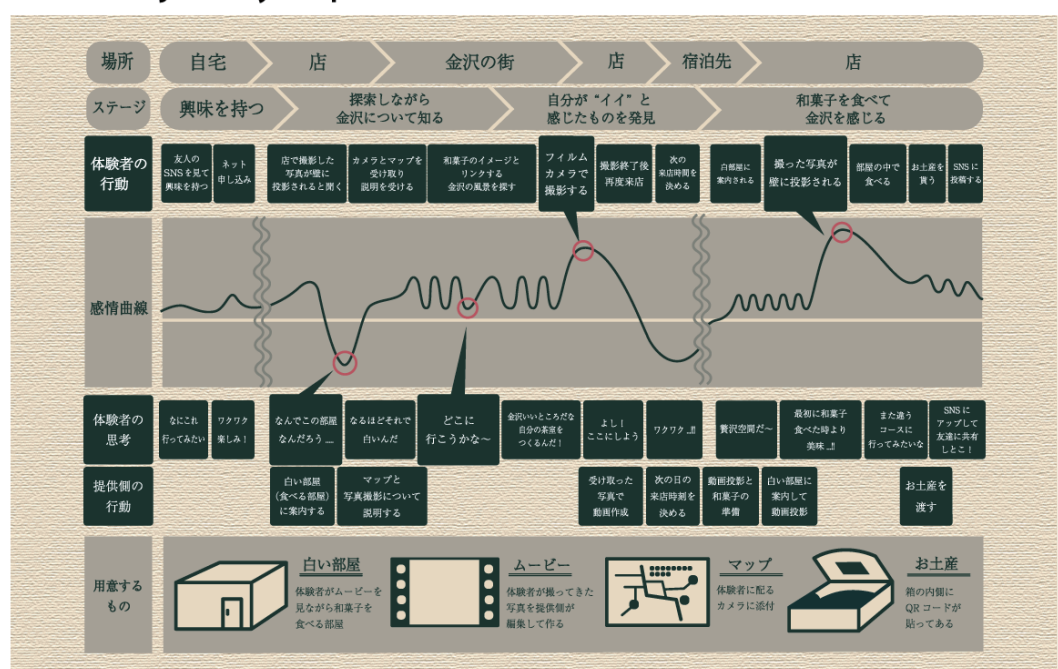 場所
自宅
店
金沢の街
店
宿泊先
店
ステージ
興味を持つ
探索しながら
金沢について知る
自分が“イイ”と
感じたものを発見
和菓子を食べて
金沢を感じる
体験者の
行動
友人の
SNSを見て
興味を持つ
ネット
申し込み
店で撮影した
写真が壁に
投影されると聞く
カメラとマップを
受け取り
説明を受ける
和菓子のイメージと
リンクする
金沢の風景を探す
フィルム
カメラで
撮影する
撮影終了後
再度来店
次の
来店時間を
決める
白部屋に
案内される
撮った写真が
壁に投影される
部屋の中で
食べる
お土産を
貰う
SNSに
投稿する
感情曲線
体験者の
思考
なにこれ
行ってみたい
ワクワク
楽しみ！
なんでこの部屋
なんだろう...
なるほどそれで
白いんだ
どこに
行こうかな〜
金沢いいところだな
自分の茶室を
つくるんだ！
よし！
ここにしよう
ワクワク...!!
贅沢空間だ〜
最初に和菓子
食べた時より
美味...!!
また違う
コースに
行ってみたいな
SNSに
アップして
友達に共有
しとこ！
提供側の
行動
白い部屋
（食べる部屋）
に案内する
マップと
写真撮影について
説明する
受け取った
写真で
動画作成
次の日の
来店時刻を
決める
動画投影と
和菓子の
準備
白い部屋に
案内して
動画投影
お土産を
渡す
用意する
もの
白い部屋
体験者がムービーを
見ながら和菓子を
食べる部屋
ムービー
体験者が撮ってきた
写真を提供側が
編集して作る
マップ
体験者に配る
カメラに添付
お土産
箱の内側に
QRコードが
貼ってある